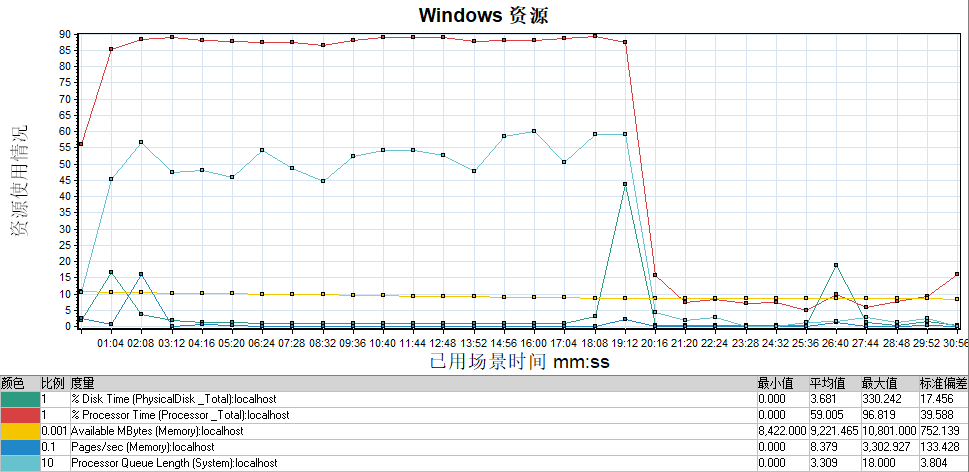 Windows 资源
90
85
80
75
70
65
60
55
50
45
40
35
30
25
20
15
10
5
0
资源使用情况
01:04 02:08 03:12 04:16 05:20 06:24 07:28 08:32 09:36 10:40 11:44 12:48 13:52 14:56 16:00 17:04 18:08 19:12 20:16 21:20 22:24 23:28 24:32 25:36 26:40 27:44 28:48 29:52 30:56
已用场景时间 mm:ss
颜色 比例 度量 最小值 平均值 最大值 标准偏差
1 % Disk Time (PhysicalDisk _Total):localhost 0.000 3.681 330.242 17.456
1 % Processor Time (Processor _Total):localhost 0.000 59.005 96.819 39.588
0.001 Available MBytes (Memory):localhost 8,422.000 9,221.465 10,801.000 752.139
0.1 Pages/sec (Memory):localhost 0.000 8.379 3,302.927 133.428
10 Processor Queue Length (System):localhost 0.000 3.309 18.000 3.804